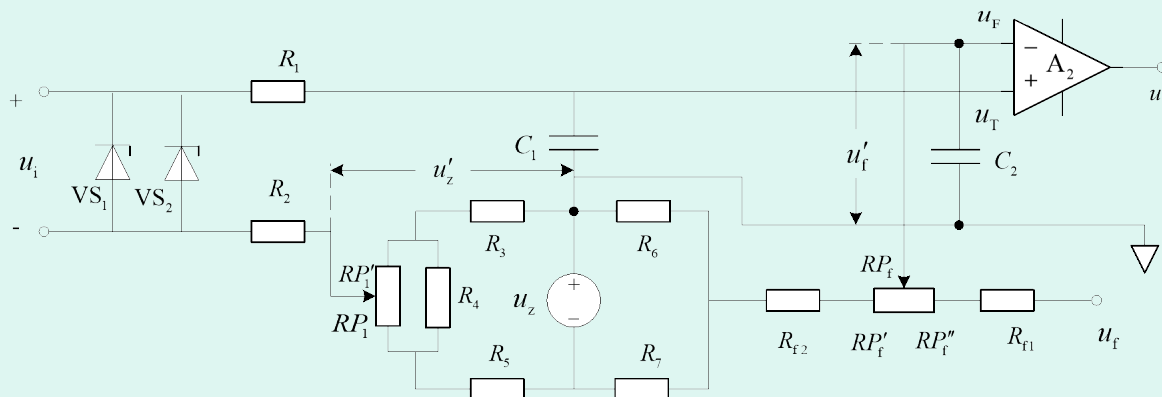 u_F
A_2
−
+
u
u_T
R_1
+
u_i
-
VS_1
VS_2
R_2
C_1
u'_z
u'_f
C_2
R_3
R_6
RP'_1
R_4
RP_1
u_z
+
−
RP_f
R_f2
RP'_f
RP''_f
R_f1
u_f
R_5
R_7